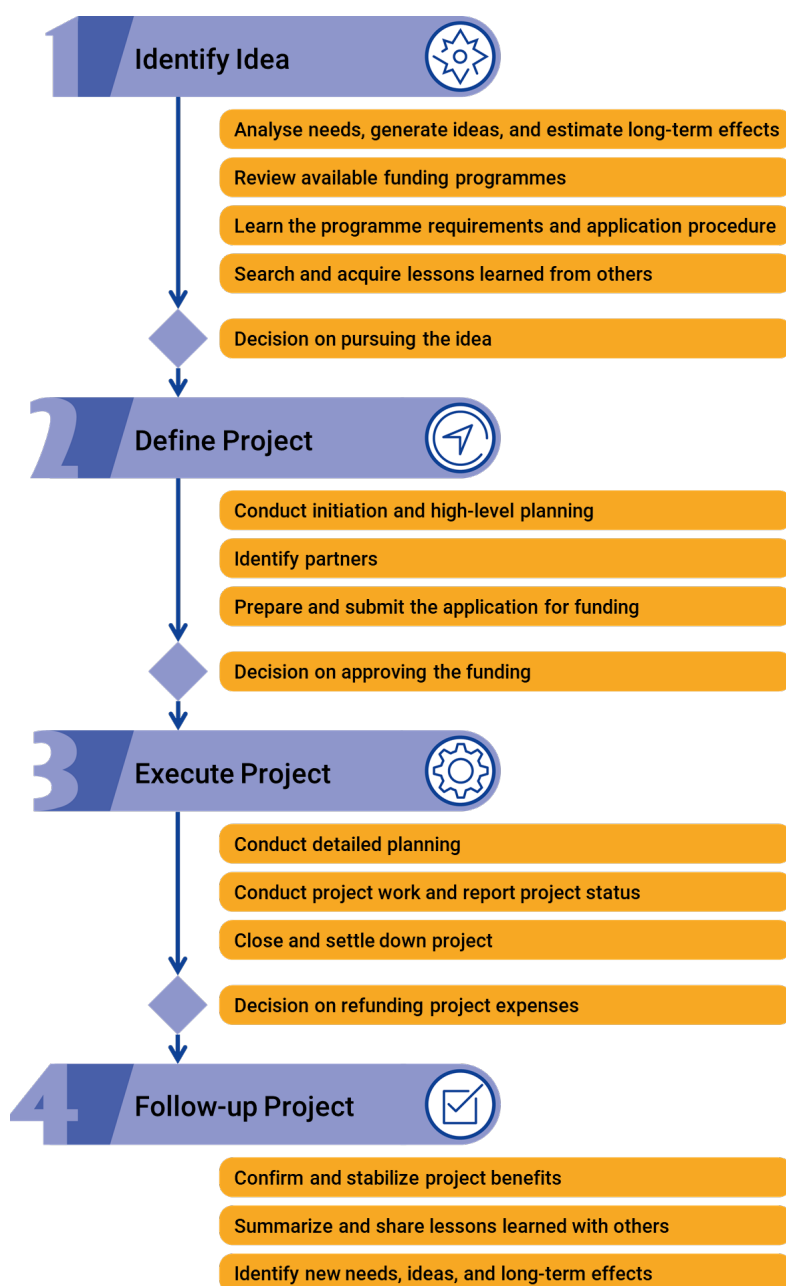 1
Identify Idea
Analyse needs, generate ideas, and estimate long-term effects
Review available funding programmes
Learn the programme requirements and application procedure
Search and acquire lessons learned from others
Decision on pursuing the idea
2
Define Project
Conduct initiation and high-level planning
Identify partners
Prepare and submit the application for funding
Decision on approving the funding
3
Execute Project
Conduct detailed planning
Conduct project work and report project status
Close and settle down project
Decision on refunding project expenses
4
Follow-up Project
Confirm and stabilize project benefits
Summarize and share lessons learned with others
Identify new needs, ideas, and long-term effects